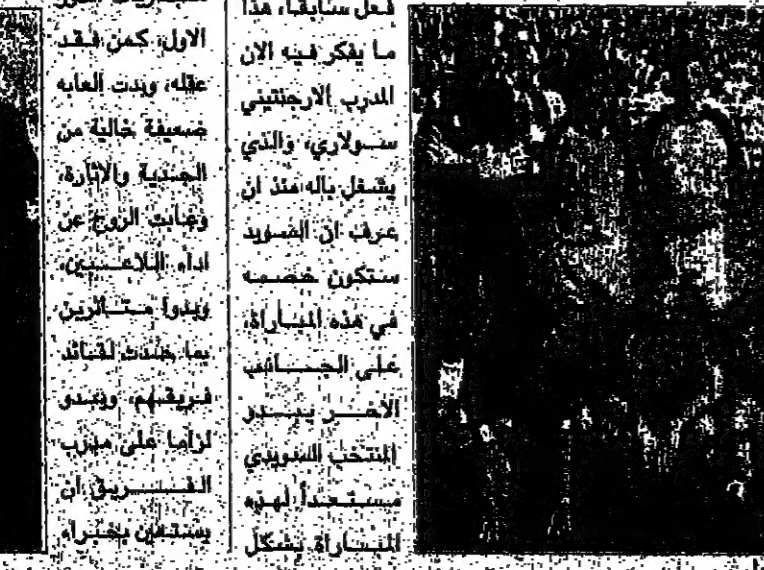 فعل سابقا، هذا
ما يفكر فيه الان
المدرب الارجنتيني
سولاري، والذي
يشغل باله منذ ان
عرف ان السويد
ستكون خصمه
في هذه المباراة،
على الجانب
الاخر يبدو
المنتخب السويدي
مستعدا لهذه
المباراة بشكل
الاول، كمن فقد
عقله، وبدت العابه
ضعيفة خالية من
الجدية والاثارة،
وغابت الروح عن
اداء اللاعبين،
وبدوا متأثرين
بما حدث لقائد
فريقهم، ويبدو
لزاما على مدرب
الفريق ان
يستعين بخبراء